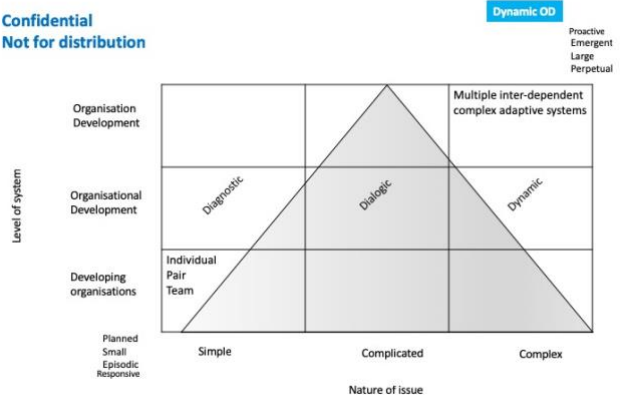 Confidential
Not for distribution
Dynamic OD
Proactive
Emergent
Large
Perpetual
Organisation
Development
Multiple inter-dependent
complex adaptive systems
Level of system
Organisational
Development
Diagnostic
Dialogic
Dynamic
Developing
organisations
Individual
Pair
Team
Planned
Small
Episodic
Responsive
Simple
Complicated
Complex
Nature of issue